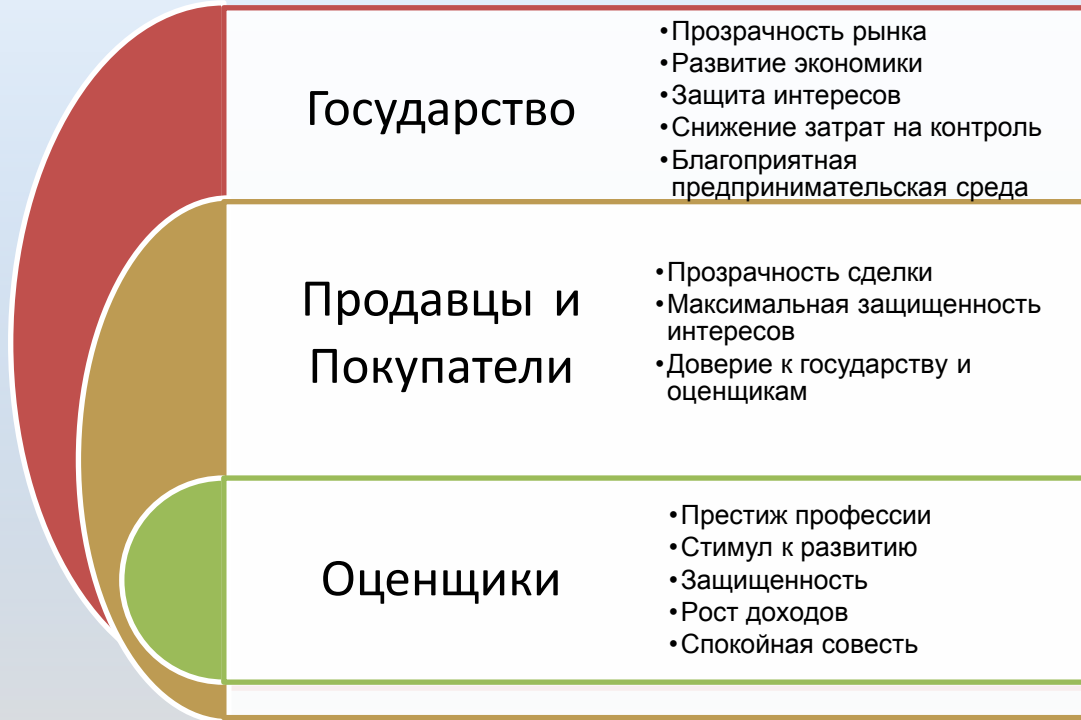 Государство
•Прозрачность рынка
•Развитие экономики
•Защита интересов
•Снижение затрат на контроль
•Благоприятная
предпринимательская среда
Продавцы и
Покупатели
•Прозрачность сделки
•Максимальная защищенность
интересов
•Доверие к государству и
оценщикам
Оценщики
•Престиж профессии
•Стимул к развитию
•Защищенность
•Рост доходов
•Спокойная совесть